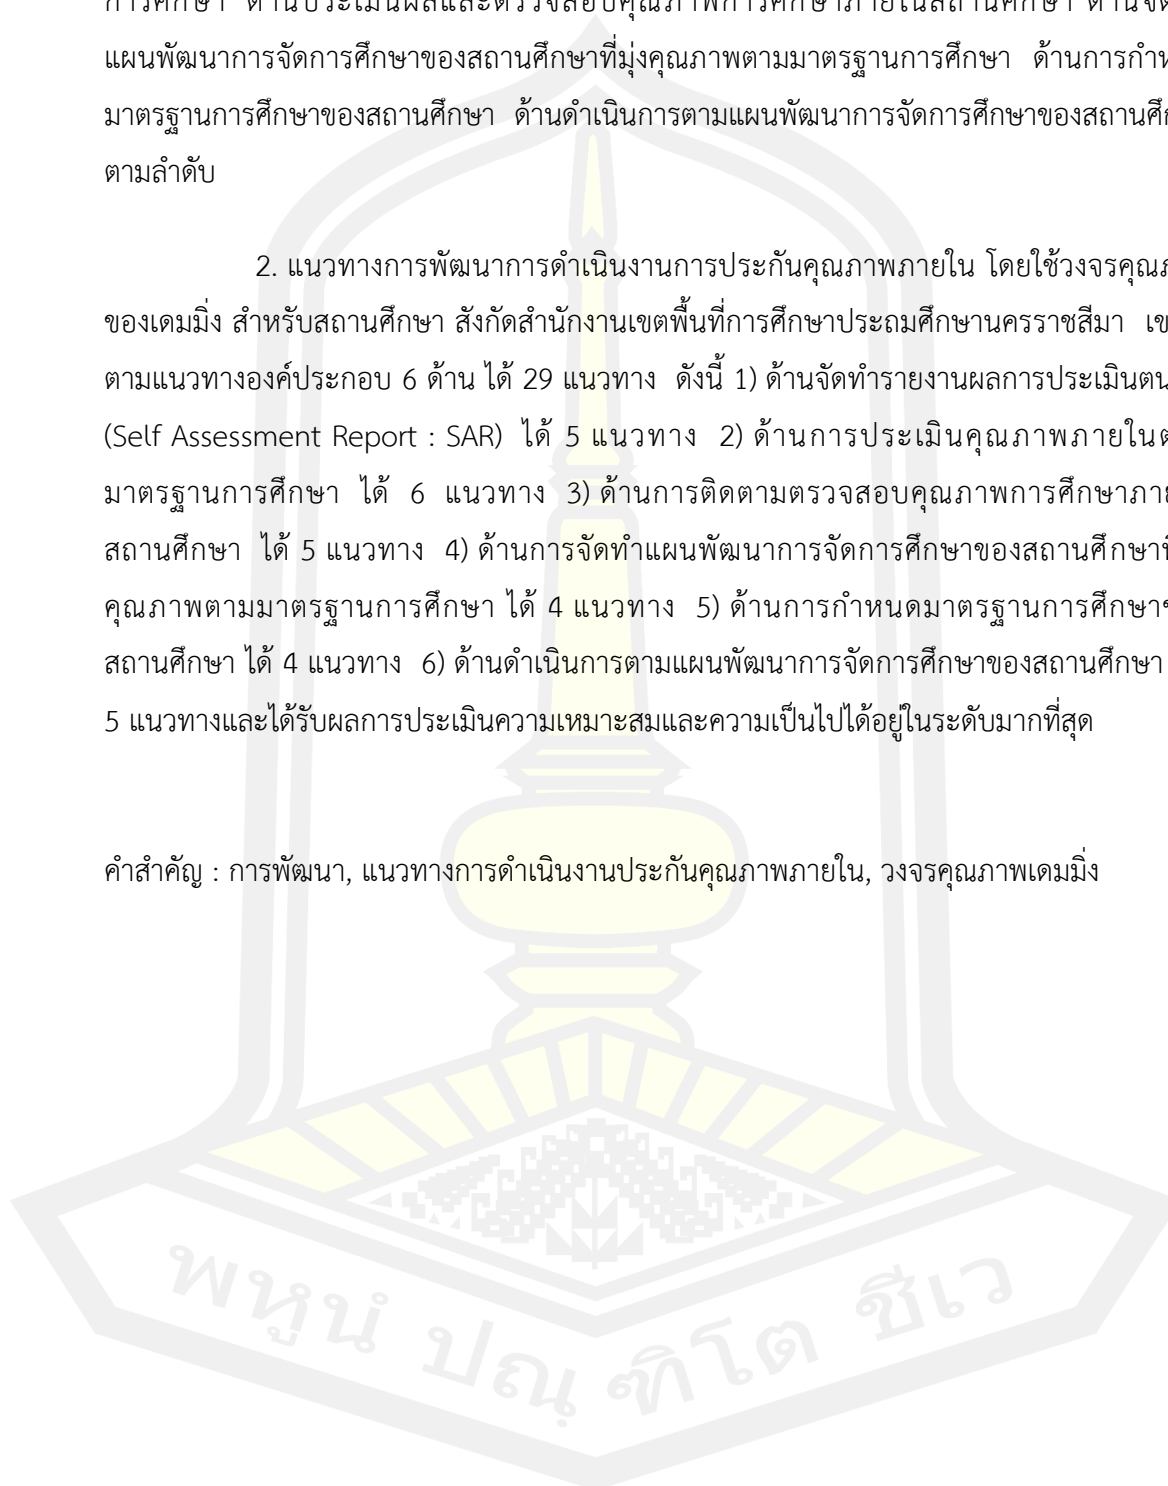 การศึกษา ด้านประเมินผลและตรวจสอบคุณภาพการศึกษาภายในสถานศึกษา
แผนพัฒนาการจัดการศึกษาของสถานศึกษาที่มุ่งคุณภาพตามมาตรฐานการศึกษา ด้านการ
มาตรฐานการศึกษาของสถานศึกษา ด้านดำเนินการตามแผนพัฒนาการจัดการศึกษาของ
ตามลำดับ
2. แนวทางการพัฒนาการดำเนินงานการประกันคุณภาพภายใน โดยใช้วงจร
ของเดมมิ่ง สำหรับสถานศึกษา สังกัดสำนักงานเขตพื้นที่การศึกษาประถมศึกษานครราชสีมา
ตามแนวทางองค์ประกอบ 6 ด้าน ได้ 29 แนวทาง ดังนี้ 1) ด้านจัดทำรายงานผลการประเมินตน
(Self Assessment Report : SAR) ได้ 5 แนวทาง 2) ด้านการประเมินคุณภาพภายใน
มาตรฐานการศึกษา ได้ 6 แนวทาง 3) ด้านการติดตามตรวจสอบคุณภาพการศึกษา
สถานศึกษา ได้ 5 แนวทาง 4) ด้านการจัดทำแผนพัฒนาการจัดการศึกษาของสถานศึกษา
คุณภาพตามมาตรฐานการศึกษา ได้ 4 แนวทาง 5) ด้านการกำหนดมาตรฐานการศึกษา
สถานศึกษา ได้ 4 แนวทาง 6) ด้านดำเนินการตามแผนพัฒนาการจัดการศึกษาของสถานศึกษา
5 แนวทางและได้รับผลการประเมินความเหมาะสมและความเป็นไปได้อยู่ในระดับมากที่สุด
คำสำคัญ : การพัฒนา, แนวทางการดำเนินงานประกันคุณภาพภายใน, วงจรคุณภาพเดมมิ่ง
พหูนํ ปณฺฑิโต ชีเว